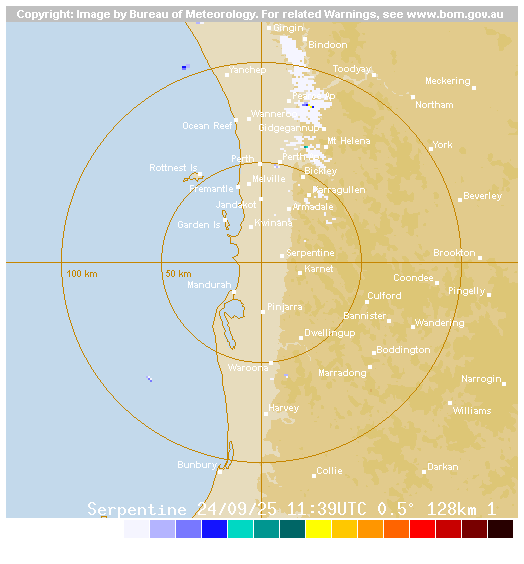 Copyright: Image by Bureau of Meteorology. For related Warnings, see www.bom.gov.au
Gingin
Bindoon
Toodyay
Yanchep
Meckering
Northam
Wanneroo
Ocean Reef
Gidgegannup
Mt Helena
York
Perth
Perth
Rottnest Is
Bickley
Melville
Fremantle
Karragullen
Beverley
Jandakot
Armadale
Garden Is
Kwinana
Serpentine
Brookton
Karnet
100 km
50 km
Coondee
Mandurah
Pingelly
Culford
Pinjarra
Bannister
Wandering
Dwellingup
Boddington
Waroona
Marradong
Narrogin
Harvey
Williams
Bunbury
Collie
Darkan
Serpentine 24/09/25 11:39UTC 0.5° 128km 1